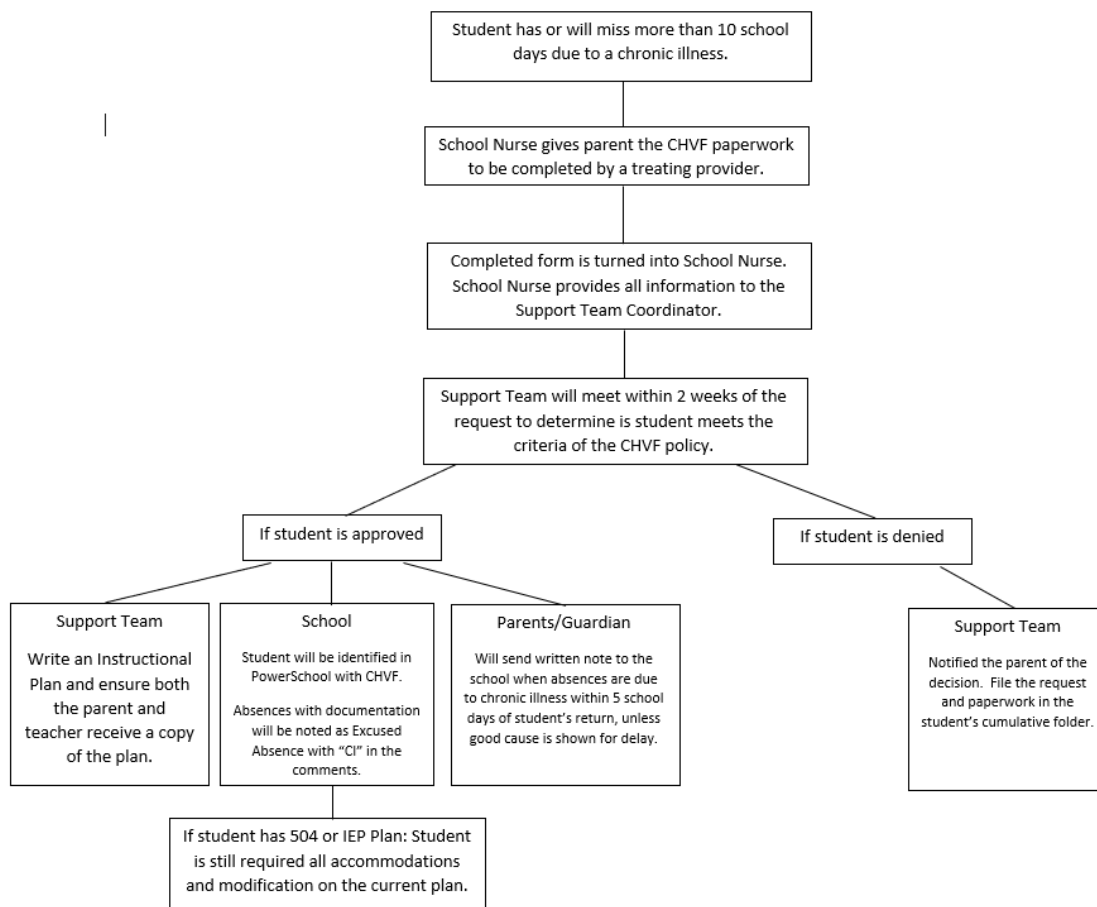 Student has or will miss more than 10 school
days due to a chronic illness.
School Nurse gives parent the CHVF paperwork
to be completed by a treating provider.
Completed form is turned into School Nurse.
School Nurse provides all information to the
Support Team Coordinator.
Support Team will meet within 2 weeks of the
request to determine is student meets the
criteria of the CHVF policy.
If student is approved
If student is denied
Support Team
Write an Instructional
Plan and ensure both
the parent and
teacher receive a copy
of the plan.
School
Student will be identified in
PowerSchool with CHVF.
Absences with documentation
will be noted as Excused
Absence with “CI” in the
comments.
Parents/Guardian
Will send written note to the
school when absences are due
to chronic illness within 5 school
days of student’s return, unless
good cause is shown for delay.
Support Team
Notified the parent of the
decision.  File the request
and paperwork in the
student’s cumulative folder.
If student has 504 or IEP Plan: Student
is still required all accommodations
and modification on the current plan.